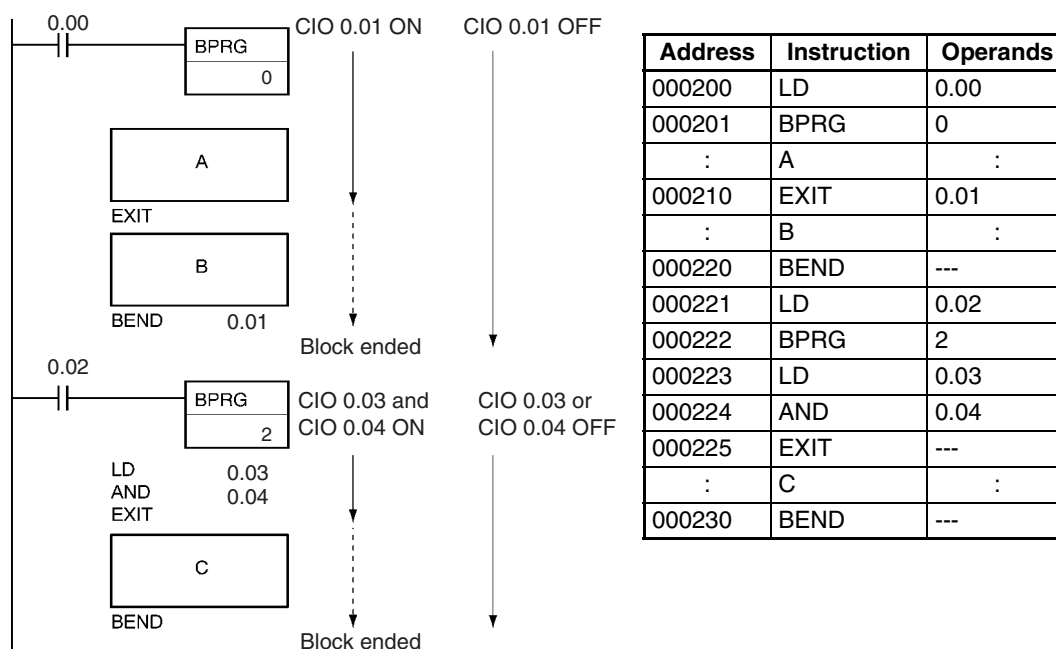 0.00
BPRG
0
CIO 0.01 ON
CIO 0.01 OFF
A
EXIT
B
BEND 0.01
Block ended
0.02
BPRG
2
CIO 0.03 and
CIO 0.04 ON
CIO 0.03 or
CIO 0.04 OFF
LD 0.03
AND 0.04
EXIT
C
BEND
Block ended
Address Instruction Operands
000200 LD 0.00
000201 BPRG 0
: A :
000210 EXIT 0.01
: B :
000220 BEND ---
000221 LD 0.02
000222 BPRG 2
000223 LD 0.03
000224 AND 0.04
000225 EXIT ---
: C :
000230 BEND ---